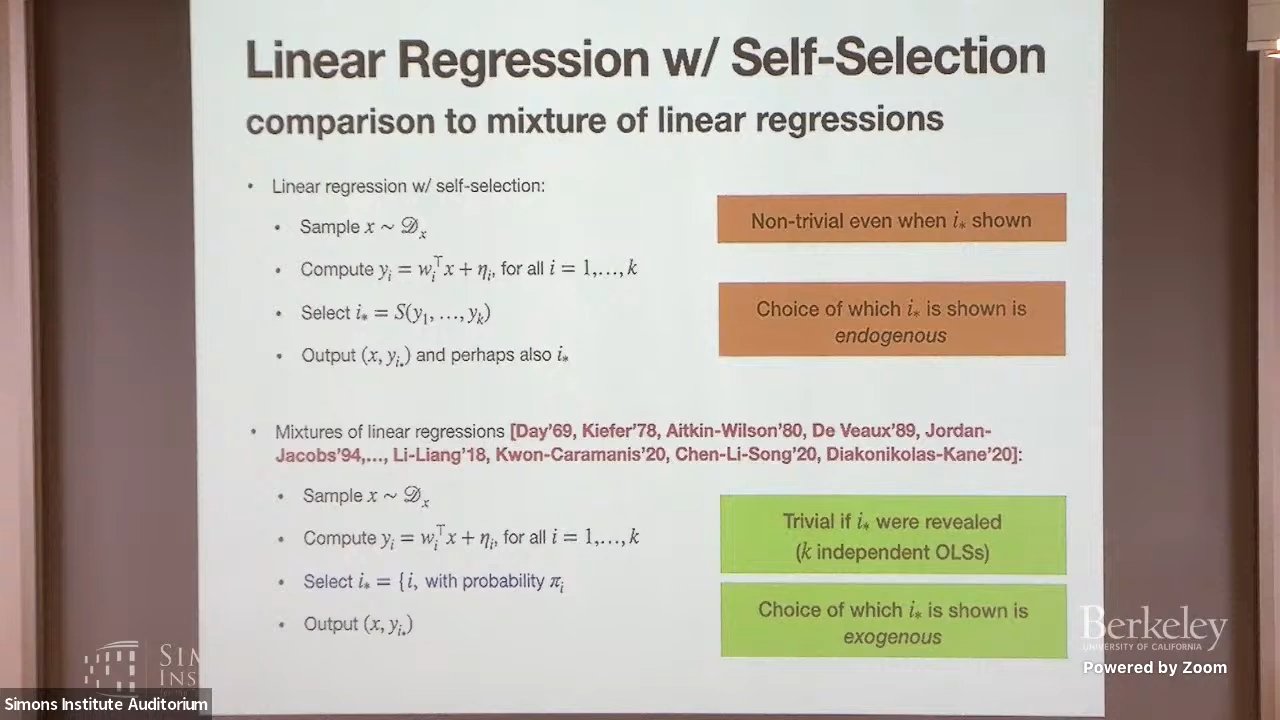 Linear Regression w/ Self-Selection
comparison to mixture of linear regressions
• Linear regression w/ self-selection:
• Sample x ~ 𝒟ₓ
• Compute yᵢ = wᵢᵀx + ηᵢ, for all i = 1,…,k
• Select i* = S(y₁, …, yₖ)
• Output (x, yᵢ*) and perhaps also i*
Non-trivial even when i* shown
Choice of which i* is shown is
endogenous
• Mixtures of linear regressions [Day’69, Kiefer’78, Aitkin-Wilson’80, De Veaux’89, Jordan-
Jacobs’94,…, Li-Liang’18, Kwon-Caramanis’20, Chen-Li-Song’20, Diakonikolas-Kane’20]:
• Sample x ~ 𝒟ₓ
• Compute yᵢ = wᵢᵀx + ηᵢ, for all i = 1,…,k
• Select i* = {i, with probability πᵢ
• Output (x, yᵢ*)
Trivial if i* were revealed
(k independent OLSs)
Choice of which i* is shown is
exogenous
Berkeley
UNIVERSITY OF CALIFORNIA
Powered by Zoom
Simons Institute Auditorium